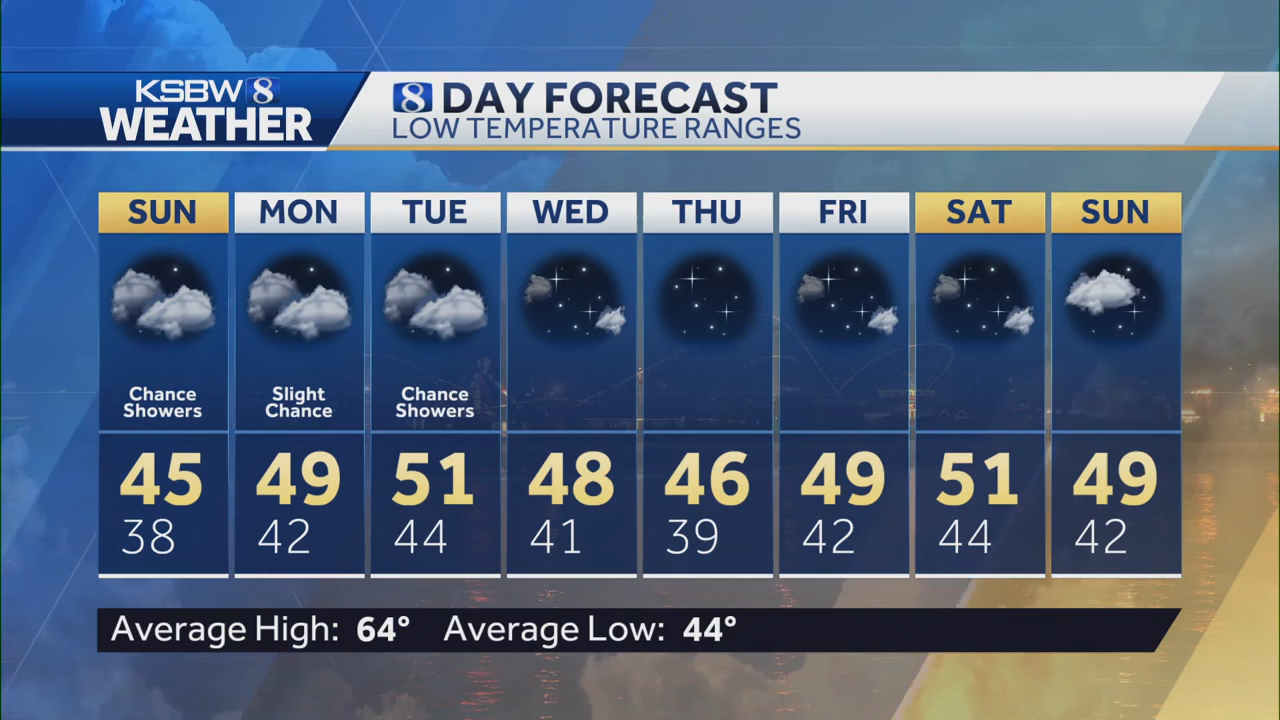 KSBW 8
WEATHER
8 DAY FORECAST
LOW TEMPERATURE RANGES
SUN MON TUE WED THU FRI SAT SUN
Chance Slight Chance
Showers Chance Showers
45 49 51 48 46 49 51 49
38 42 44 41 39 42 44 42
Average High: 64° Average Low: 44°